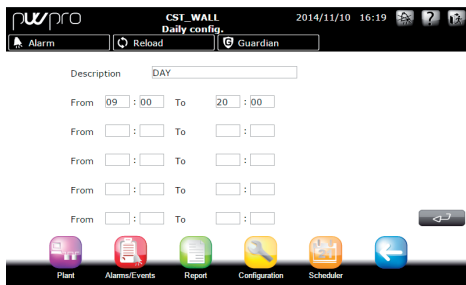 pwpro CST_WALL 2014/11/10 16:19 ?
Daily config.
Alarm Reload G Guardian
Description DAY
From 09 : 00 To 20 : 00
From : To :
From : To :
From : To :
From : To :
Plant Alarms/Events Report Configuration Scheduler